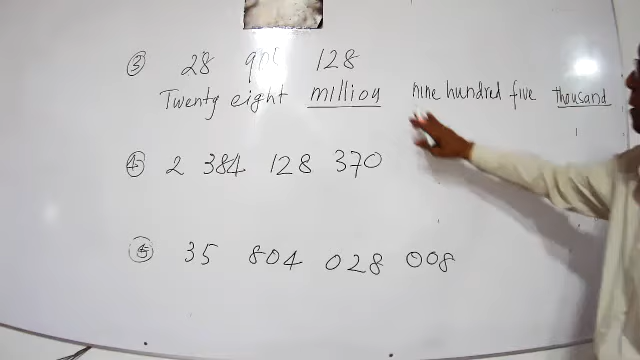 ③ 28 128
Twenty eight million nine hundred five thousand
④ 2 384 128 370
⑤ 35 804 028 008